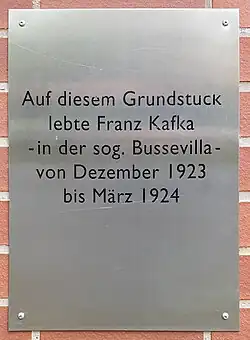 Auf diesem Grundstuck
lebte Franz Kafka
-in der sog. Bussevilla-
von Dezember 1923
bis März 1924